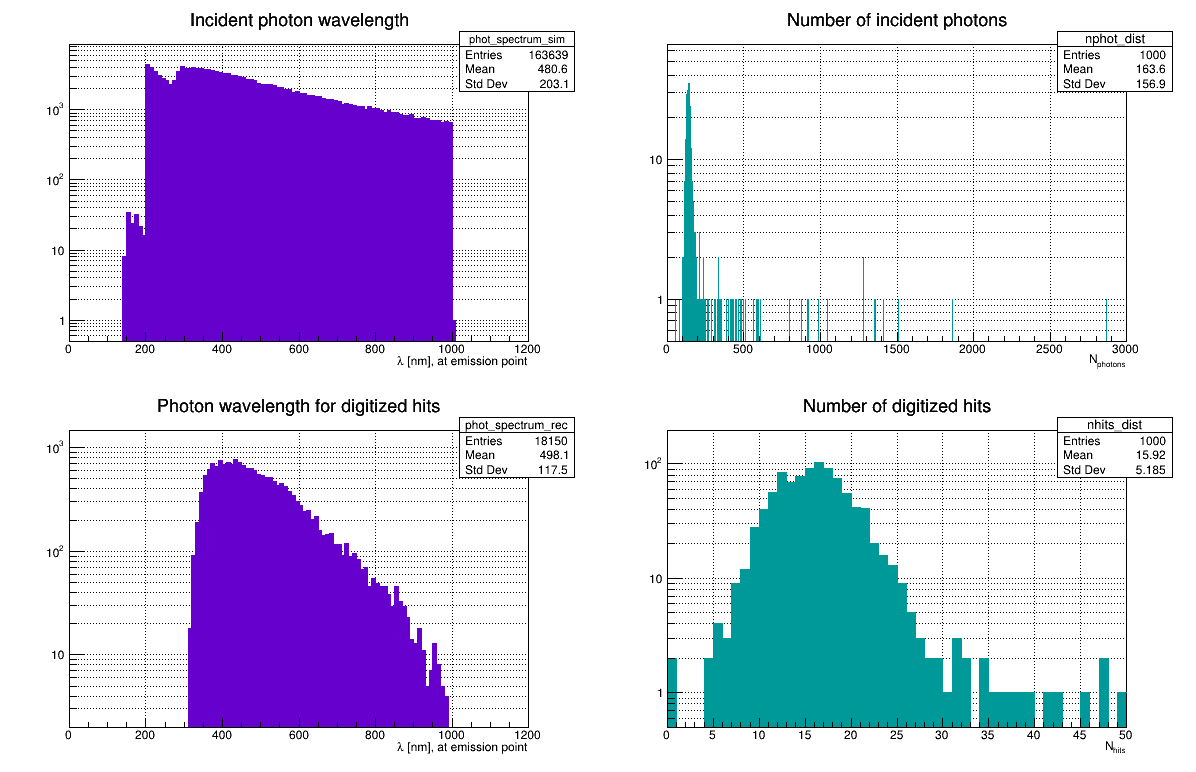 Incident photon wavelength
phot_spectrum_sim
Entries 163639
Mean 480.6
Std Dev 203.1
10³
10²
10
1
0 200 400 600 800 1000 1200
λ [nm], at emission point
Number of incident photons
nphot_dist
Entries 1000
Mean 163.6
Std Dev 156.9
10
1
0 500 1000 1500 2000 2500 3000
Nphotons
Photon wavelength for digitized hits
phot_spectrum_rec
Entries 18150
Mean 498.1
Std Dev 117.5
10³
10²
10
0 200 400 600 800 1000 1200
λ [nm], at emission point
Number of digitized hits
nhits_dist
Entries 1000
Mean 15.92
Std Dev 5.185
10²
10
1
0 5 10 15 20 25 30 35 40 45 50
Nhits